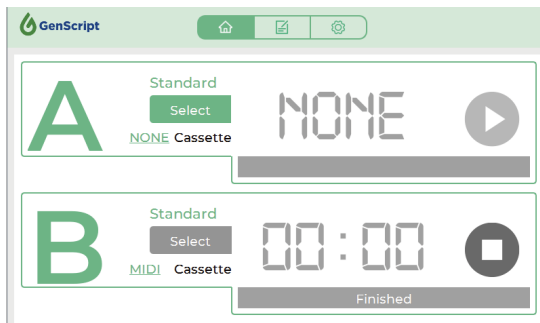 GenScript
A
Standard
Select
NONE Cassette
NONE
B
Standard
Select
MIDI Cassette
00:00
Finished